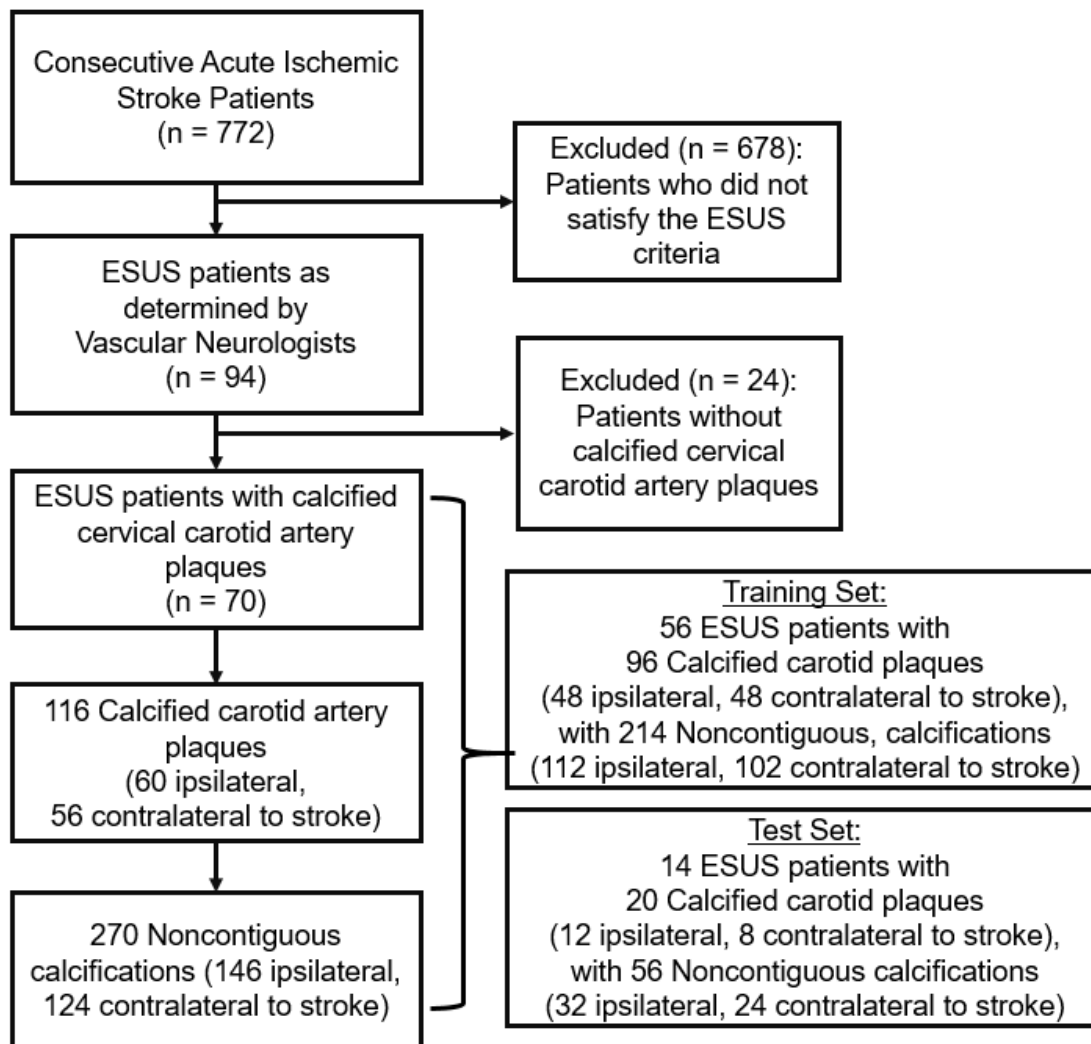 Consecutive Acute Ischemic
Stroke Patients
(n = 772)
Excluded (n = 678):
Patients who did not
satisfy the ESUS
criteria
ESUS patients as
determined by
Vascular Neurologists
(n = 94)
Excluded (n = 24):
Patients without
calcified cervical
carotid artery plaques
ESUS patients with calcified
cervical carotid artery
plaques
(n = 70)
116 Calcified carotid artery
plaques
(60 ipsilateral,
56 contralateral to stroke)
270 Noncontiguous
calcifications (146 ipsilateral,
124 contralateral to stroke)
Training Set:
56 ESUS patients with
96 Calcified carotid plaques
(48 ipsilateral, 48 contralateral to stroke),
with 214 Noncontiguous, calcifications
(112 ipsilateral, 102 contralateral to stroke)
Test Set:
14 ESUS patients with
20 Calcified carotid plaques
(12 ipsilateral, 8 contralateral to stroke),
with 56 Noncontiguous calcifications
(32 ipsilateral, 24 contralateral to stroke)